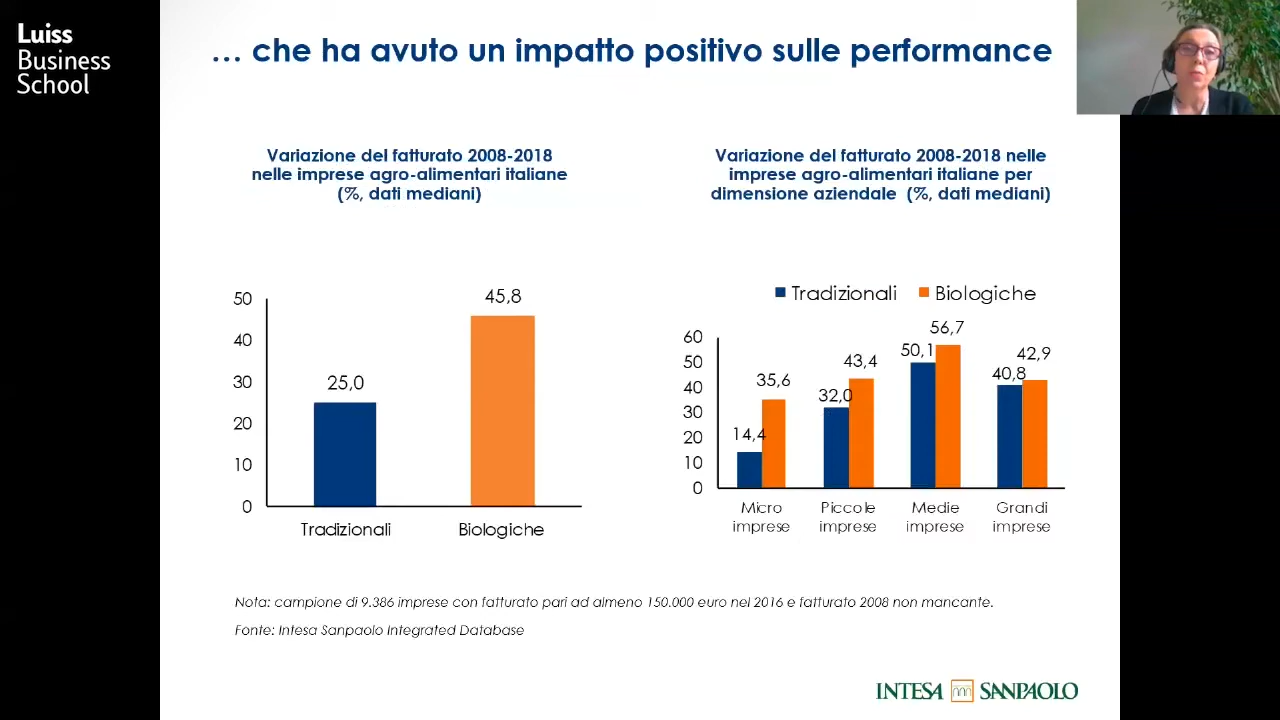 Luiss
Business
School
… che ha avuto un impatto positivo sulle performance
Variazione del fatturato 2008-2018
nelle imprese agro-alimentari italiane
(%, dati mediani)
50
40
30
20
10
0
25,0
45,8
Tradizionali
Biologiche
Variazione del fatturato 2008-2018 nelle
imprese agro-alimentari italiane per
dimensione aziendale (%, dati mediani)
Tradizionali
Biologiche
60
50
40
30
20
10
0
14,4
35,6
32,0
43,4
50,1
56,7
40,8
42,9
Micro
imprese
Piccole
imprese
Medie
imprese
Grandi
imprese
Nota: campione di 9.386 imprese con fatturato pari ad almeno 150.000 euro nel 2016 e fatturato 2008 non mancante.
Fonte: Intesa Sanpaolo Integrated Database
INTESA SANPAOLO